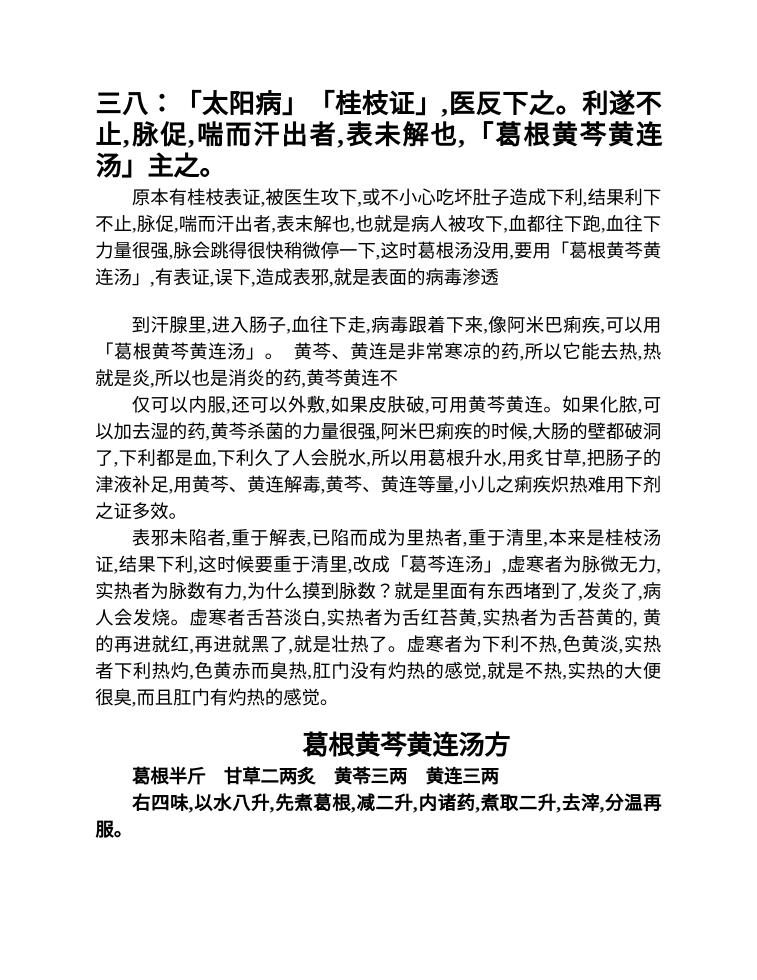 三八：「太阳病」「桂枝证」,医反下之。利遂不
止,脉促,喘而汗出者,表未解也,「葛根黄芩黄连
汤」主之。
原本有桂枝表证,被医生攻下,或不小心吃坏肚子造成下利,结果利下
不止,脉促,喘而汗出者,表末解也,也就是病人被攻下,血都往下跑,血往下
力量很强,脉会跳得很快稍微停一下,这时葛根汤没用,要用「葛根黄芩黄
连汤」,有表证,误下,造成表邪,就是表面的病毒渗透
到汗腺里,进入肠子,血往下走,病毒跟着下来,像阿米巴痢疾,可以用
「葛根黄芩黄连汤」。 黄芩、黄连是非常寒凉的药,所以它能去热,热
就是炎,所以也是消炎的药,黄芩黄连不
仅可以内服,还可以外敷,如果皮肤破,可用黄芩黄连。如果化脓,可
以加去湿的药,黄芩杀菌的力量很强,阿米巴痢疾的时候,大肠的壁都破洞
了,下利都是血,下利久了人会脱水,所以用葛根升水,用炙甘草,把肠子的
津液补足,用黄芩、黄连解毒,黄芩、黄连等量,小儿之痢疾炽热难用下剂
之证多效。
表邪未陷者,重于解表,已陷而成为里热者,重于清里,本来是桂枝汤
证,结果下利,这时候要重于清里,改成「葛芩连汤」,虚寒者为脉微无力,
实热者为脉数有力,为什么摸到脉数？就是里面有东西堵到了,发炎了,病
人会发烧。虚寒者舌苔淡白,实热者为舌红苔黄,实热者为舌苔黄的, 黄
的再进就红,再进就黑了,就是壮热了。虚寒者为下利不热,色黄淡,实热
者下利热灼,色黄赤而臭热,肛门没有灼热的感觉,就是不热,实热的大便
很臭,而且肛门有灼热的感觉。
葛根黄芩黄连汤方
葛根半斤 甘草二两炙 黄苓三两 黄连三两
右四味,以水八升,先煮葛根,减二升,内诸药,煮取二升,去滓,分温再
服。